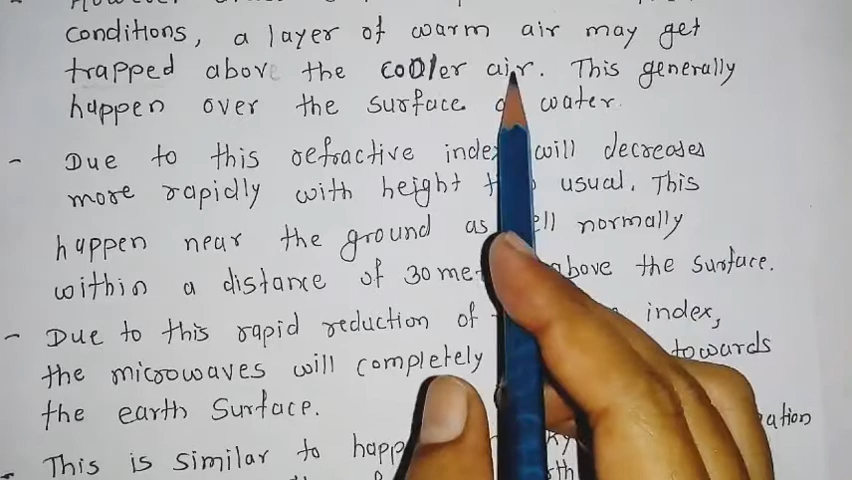 conditions, a layer of warm air may get
trapped above the cooler air. This generally
happen over the surface water.
- Due to this refractive index will decreases
more rapidly with height usual. This
happen near the ground as normally
within a distance of 30 above the surface.
- Due to this rapid reduction of index,
the microwaves will completely towards
the earth surface.
- This is similar to